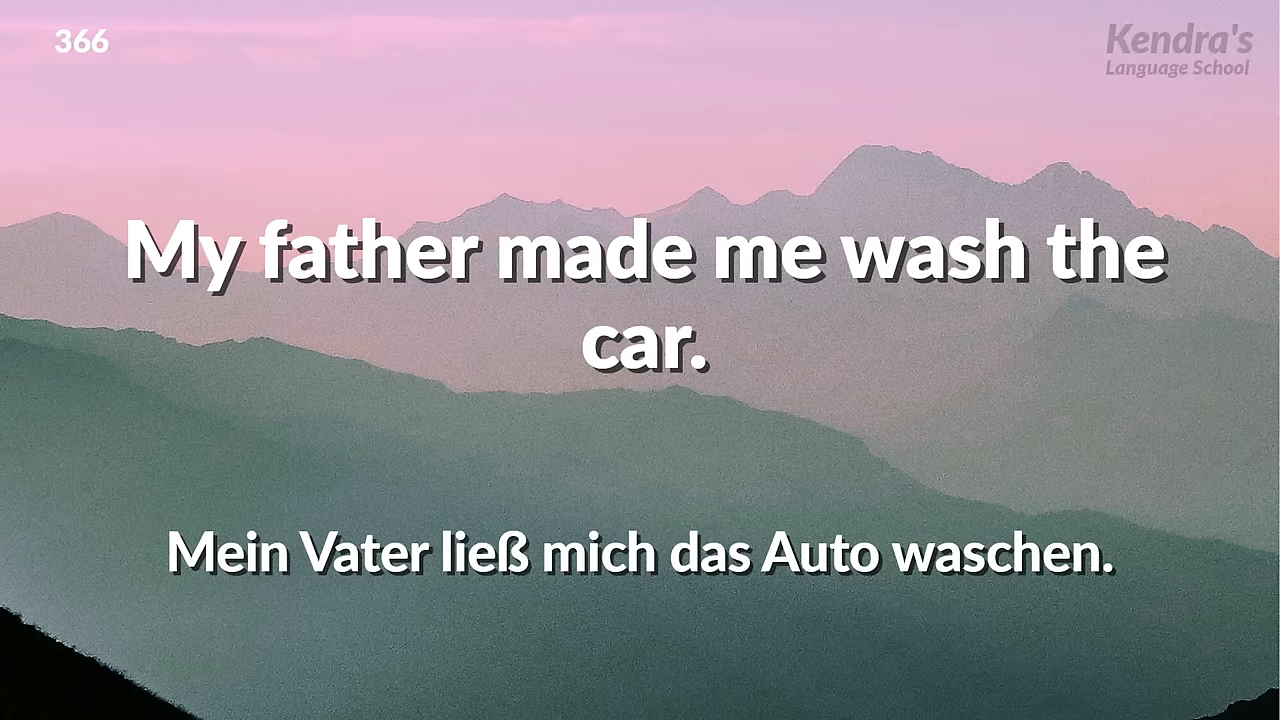 366
Kendra's
Language School
My father made me wash the
car.
Mein Vater ließ mich das Auto waschen.